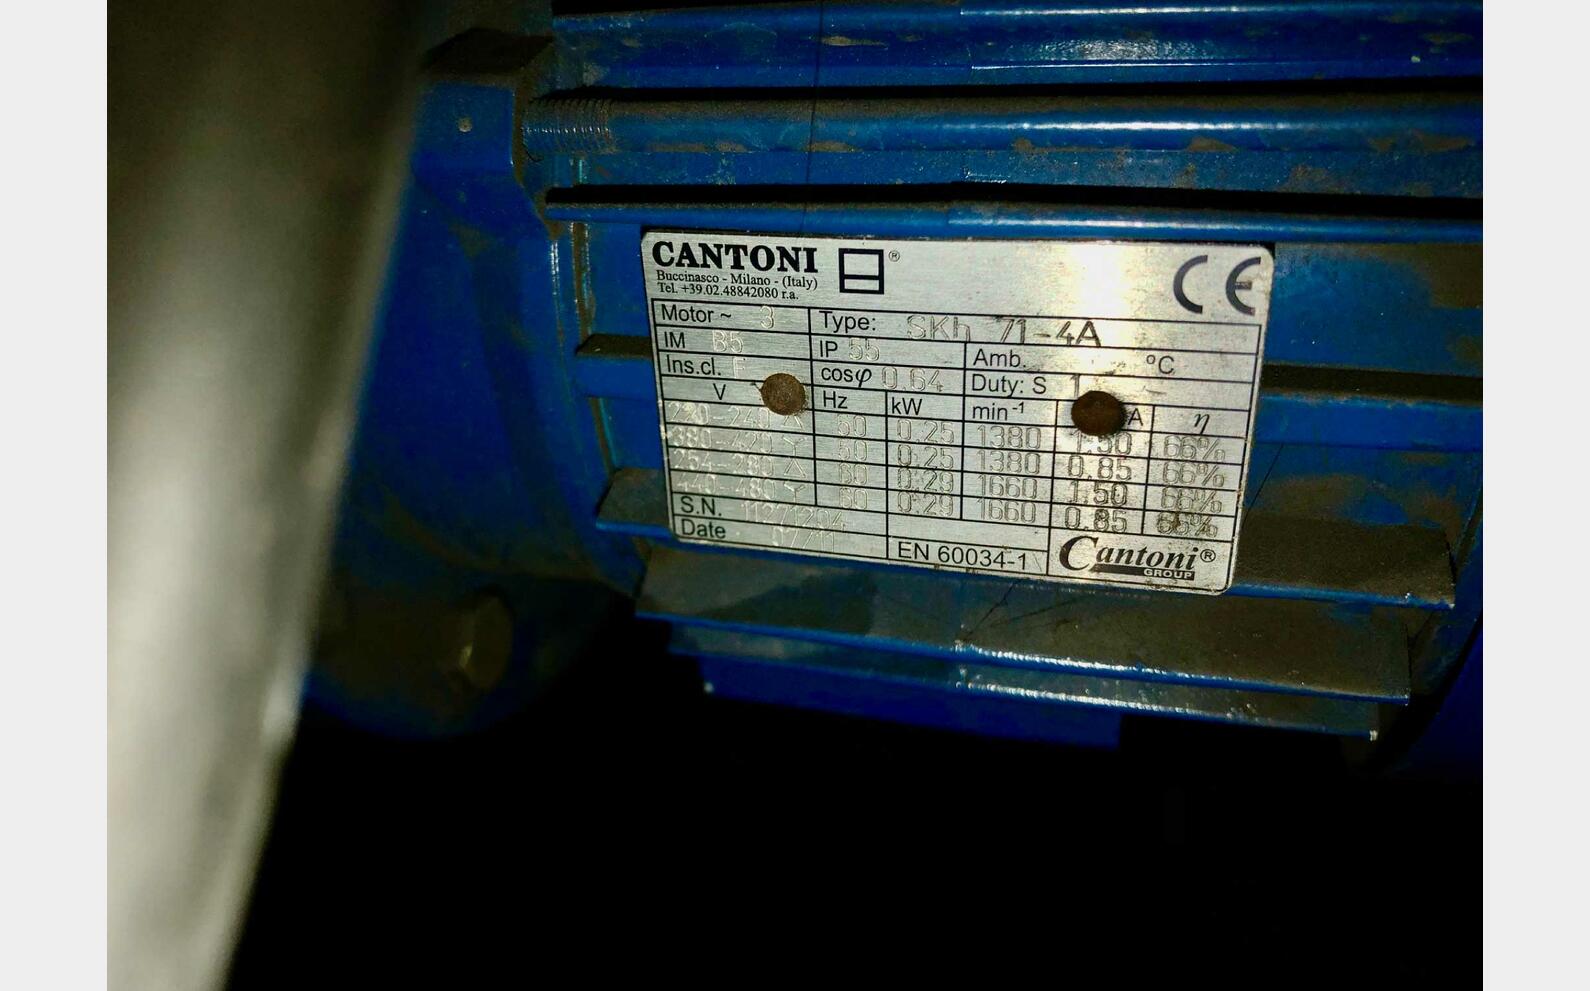 CANTONI ®
Buccinasco - Milano - (Italy)
Tel. +39.02.48842080 r.a.
CE
Motor ~ 3 Type: SKh 71-4A
IM B5 IP 55 Amb. °C
Ins.cl. F cosφ 0.64 Duty: S 1
V Hz kW min-1 A η
220-240 △ 50 0.25 1380 1.50 66%
380-420 Y 50 0.25 1380 0.85 66%
254-280 △ 60 0.29 1660 1.50 66%
440-480 Y 60 0.29 1660 0.85 66%
S.N. 11271204
Date 07/11 EN 60034-1 Cantoni®
GROUP